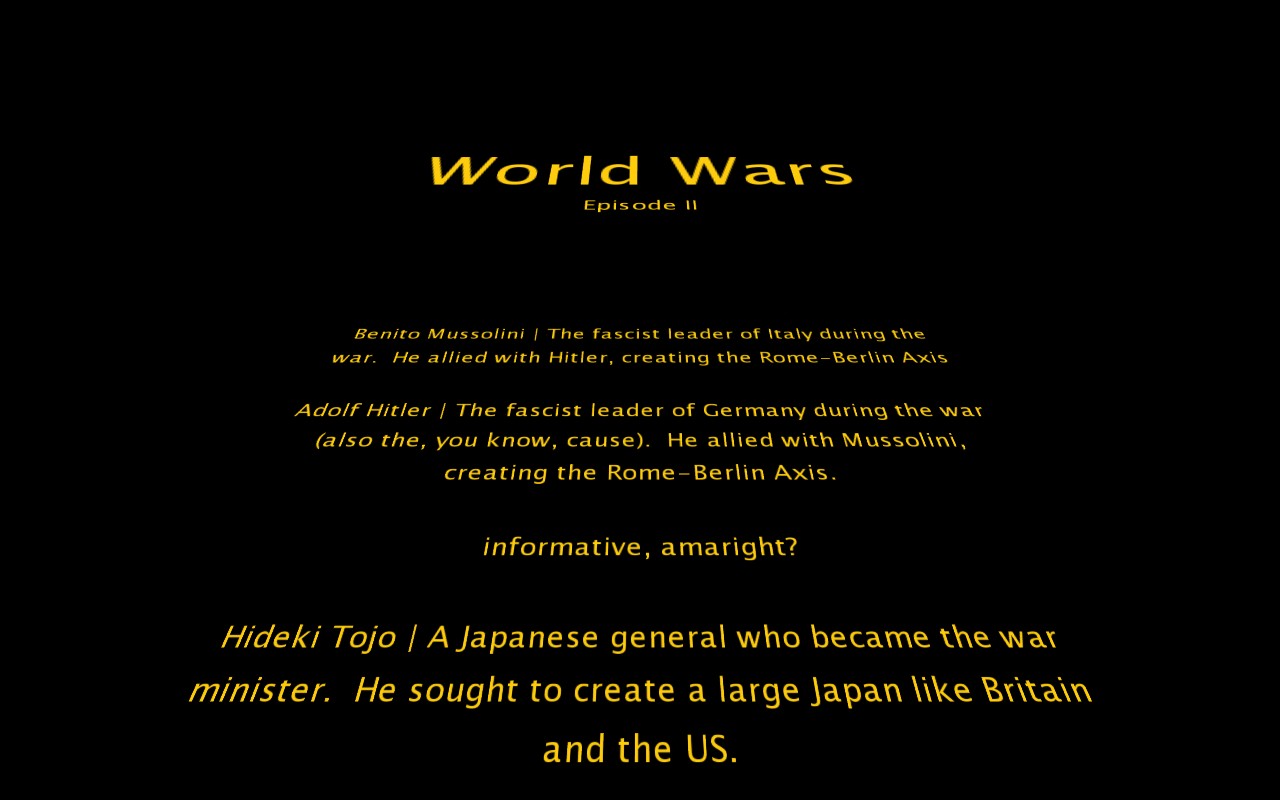 World Wars
Episode II
Benito Mussolini | The fascist leader of Italy during the
war.  He allied with Hitler, creating the Rome-Berlin Axis
Adolf Hitler | The fascist leader of Germany during the war
(also the, you know, cause).  He allied with Mussolini,
creating the Rome-Berlin Axis.
informative, amaright?
Hideki Tojo | A Japanese general who became the war
minister.  He sought to create a large Japan like Britain
and the US.